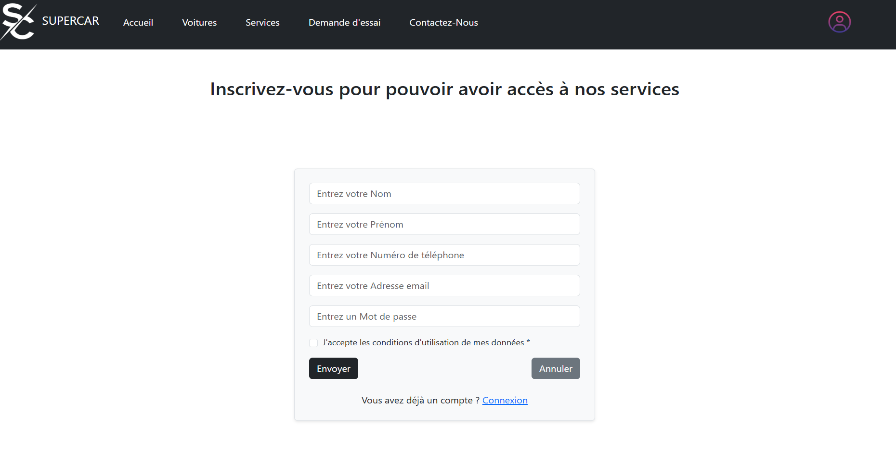 SC SUPERCAR Accueil Voitures Services Demande d'essai Contactez-Nous
Inscrivez-vous pour pouvoir avoir accès à nos services
Entrez votre Nom
Entrez votre Prénom
Entrez votre Numéro de téléphone
Entrez votre Adresse email
Entrez un Mot de passe
J'accepte les conditions d'utilisation de mes données *
Envoyer Annuler
Vous avez déjà un compte ? Connexion